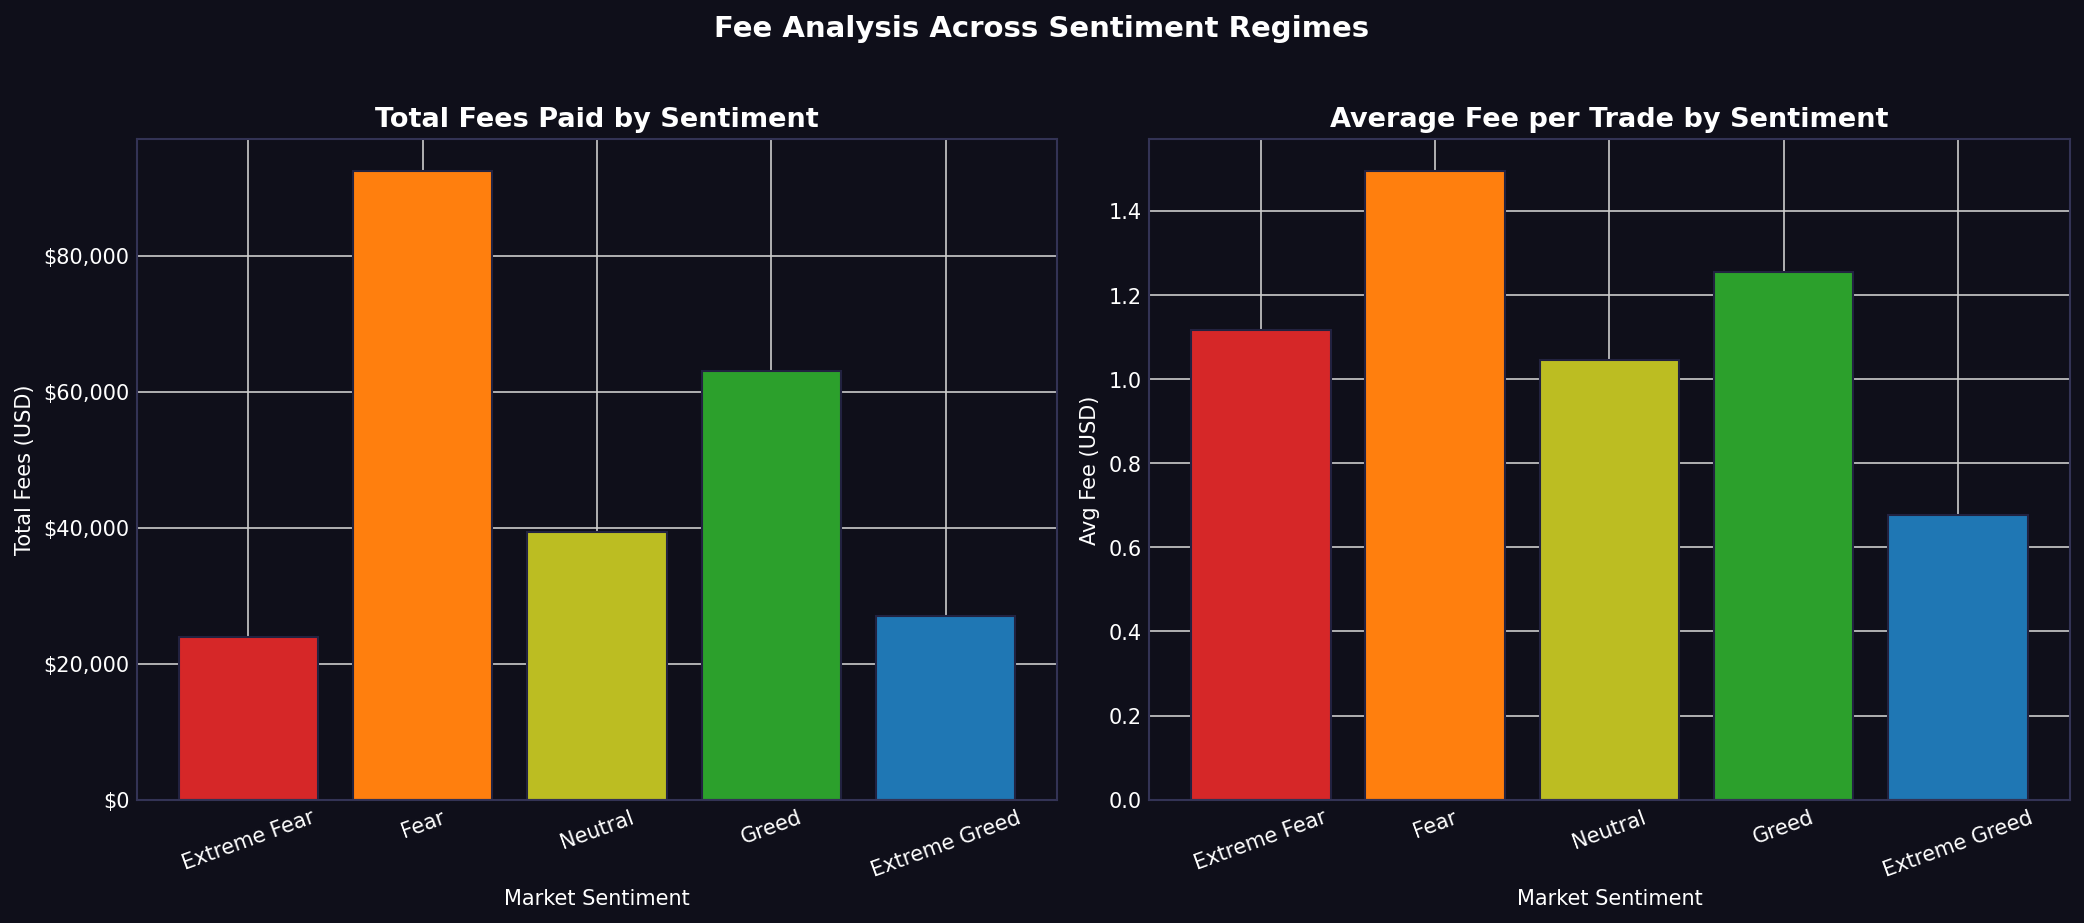 Fee Analysis Across Sentiment Regimes
Total Fees Paid by Sentiment
Total Fees (USD)
$80,000
$60,000
$40,000
$20,000
$0
Extreme Fear
Fear
Neutral
Greed
Extreme Greed
Market Sentiment
Average Fee per Trade by Sentiment
Avg Fee (USD)
1.4
1.2
1.0
0.8
0.6
0.4
0.2
0.0
Extreme Fear
Fear
Neutral
Greed
Extreme Greed
Market Sentiment